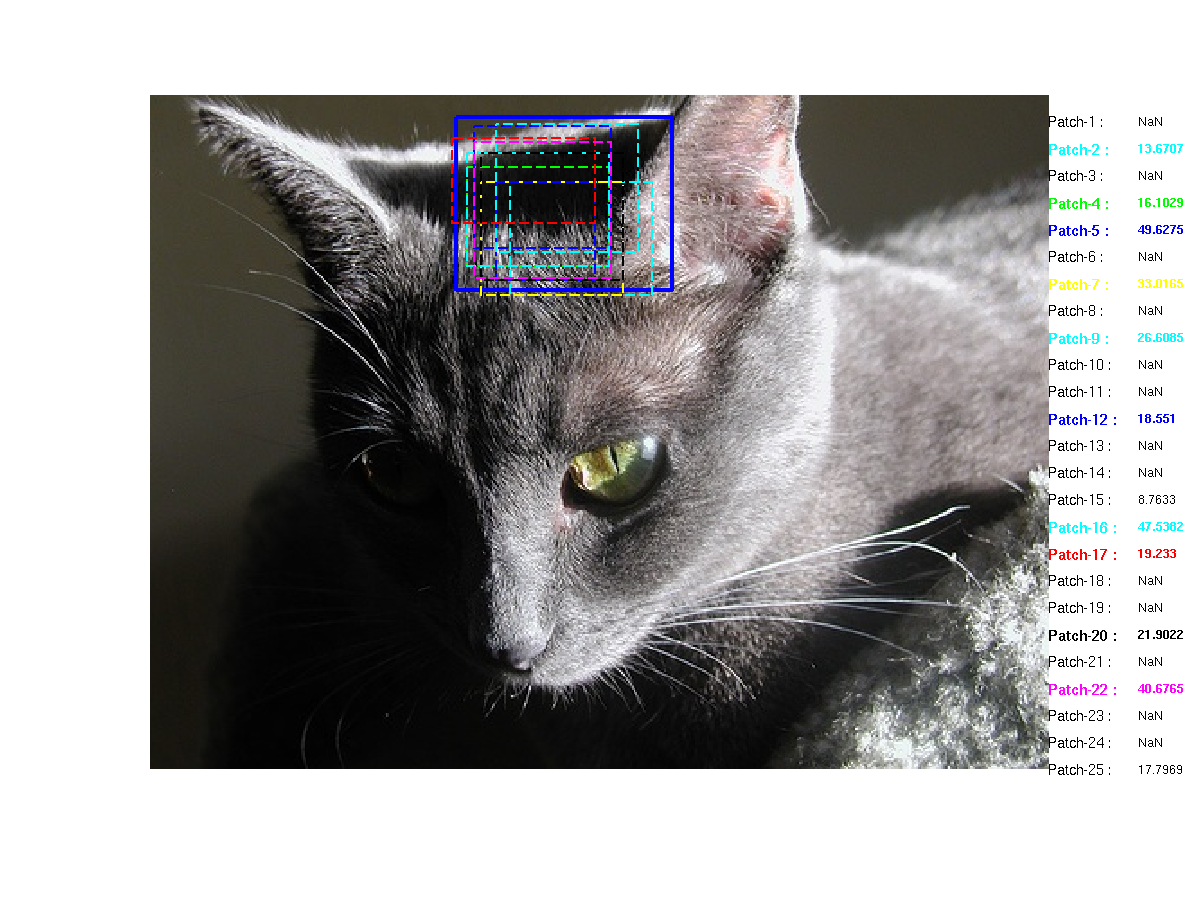 Patch-1 : NaN
Patch-2 : 13.6707
Patch-3 : NaN
Patch-4 : 16.1029
Patch-5 : 49.6275
Patch-6 : NaN
Patch-7 : 33.0165
Patch-8 : NaN
Patch-9 : 26.6085
Patch-10 : NaN
Patch-11 : NaN
Patch-12 : 18.551
Patch-13 : NaN
Patch-14 : NaN
Patch-15 : 8.7633
Patch-16 : 47.5382
Patch-17 : 19.233
Patch-18 : NaN
Patch-19 : NaN
Patch-20 : 21.9022
Patch-21 : NaN
Patch-22 : 40.6765
Patch-23 : NaN
Patch-24 : NaN
Patch-25 : 17.7969